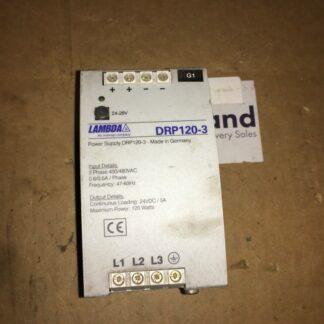 G1
+ + − −
24-28V
LAMBDA
DRP120-3
Power Supply DRP120-3 - Made in Germany
Input Details:
3 Phase 400/480VAC
0.6/0.5A / Phase
Frequency: 47-63Hz
Output Details:
Continuous Loading: 24VDC / 5A
Maximum Power: 120 Watts
CE
L1 L2 L3
and
very Sales